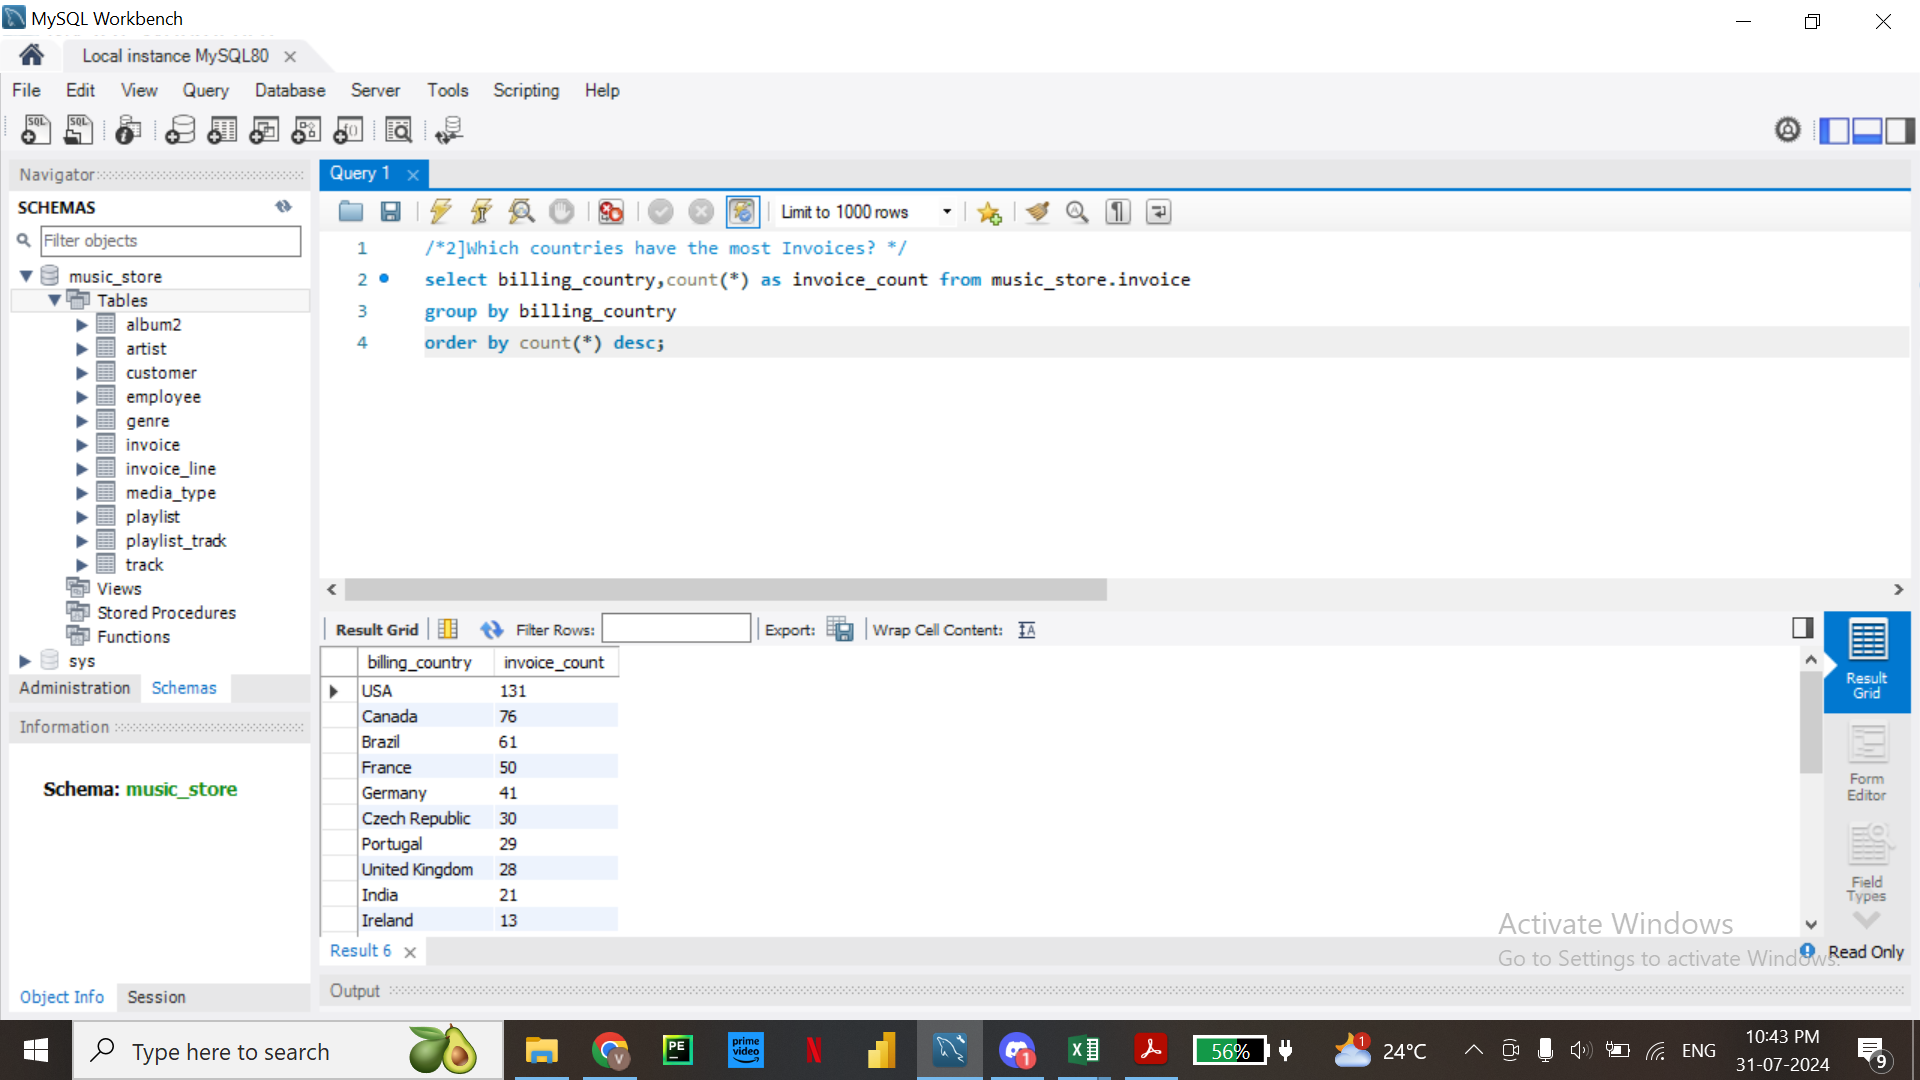 MySQL Workbench
Local instance MySQL80
File Edit View Query Database Server Tools Scripting Help
Navigator
SCHEMAS
Filter objects
music_store
Tables
album2
artist
customer
employee
genre
invoice
invoice_line
media_type
playlist
playlist_track
track
Views
Stored Procedures
Functions
sys
Administration Schemas
Information
Schema: music_store
Object Info Session
Query 1
Limit to 1000 rows
1 /*2]Which countries have the most Invoices? */
2 select billing_country,count(*) as invoice_count from music_store.invoice
3 group by billing_country
4 order by count(*) desc;
Result Grid Filter Rows: Export: Wrap Cell Content:
billing_country invoice_count
USA 131
Canada 76
Brazil 61
France 50
Germany 41
Czech Republic 30
Portugal 29
United Kingdom 28
India 21
Ireland 13
Result Grid
Form Editor
Field Types
Activate Windows
Go to Settings to activate Windows.
Result 6
Read Only
Output
Type here to search
PE
prime video
1
56%
1
24°C
ENG
10:43 PM
31-07-2024
9